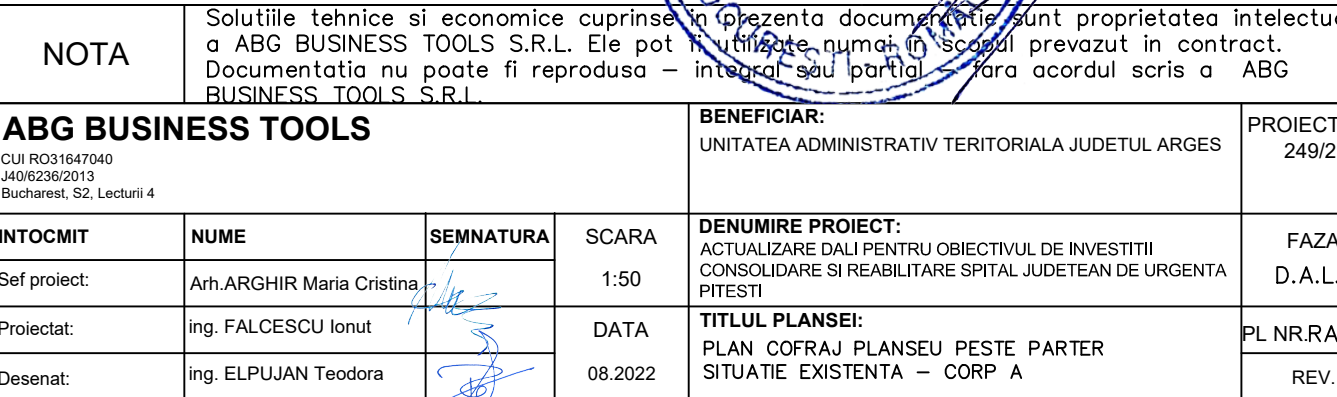 NOTA
Solutiile tehnice si economice cuprinse in prezenta documentatie sunt proprietatea intelectu
a ABG BUSINESS TOOLS S.R.L. Ele pot fi utilizate numai in scopul prevazut in contract.
Documentatia nu poate fi reprodusa – integral sau partial – fara acordul scris a ABG
BUSINESS TOOLS S.R.L.
ABG BUSINESS TOOLS
CUI RO31647040
J40/6236/2013
Bucharest, S2, Lecturii 4
BENEFICIAR:
UNITATEA ADMINISTRATIV TERITORIALA JUDETUL ARGES
PROIECT
249/2
INTOCMIT
NUME
SEMNATURA
SCARA
1:50
DENUMIRE PROIECT:
ACTUALIZARE DALI PENTRU OBIECTIVUL DE INVESTITII
CONSOLIDARE SI REABILITARE SPITAL JUDETEAN DE URGENTA
PITESTI
FAZA
D.A.L.
Sef proiect:
Arh.ARGHIR Maria Cristina
Proiectat:
ing. FALCESCU Ionut
DATA
08.2022
TITLUL PLANSEI:
PLAN COFRAJ PLANSEU PESTE PARTER
SITUATIE EXISTENTA – CORP A
PL NR.RA
REV.
Desenat:
ing. ELPUJAN Teodora